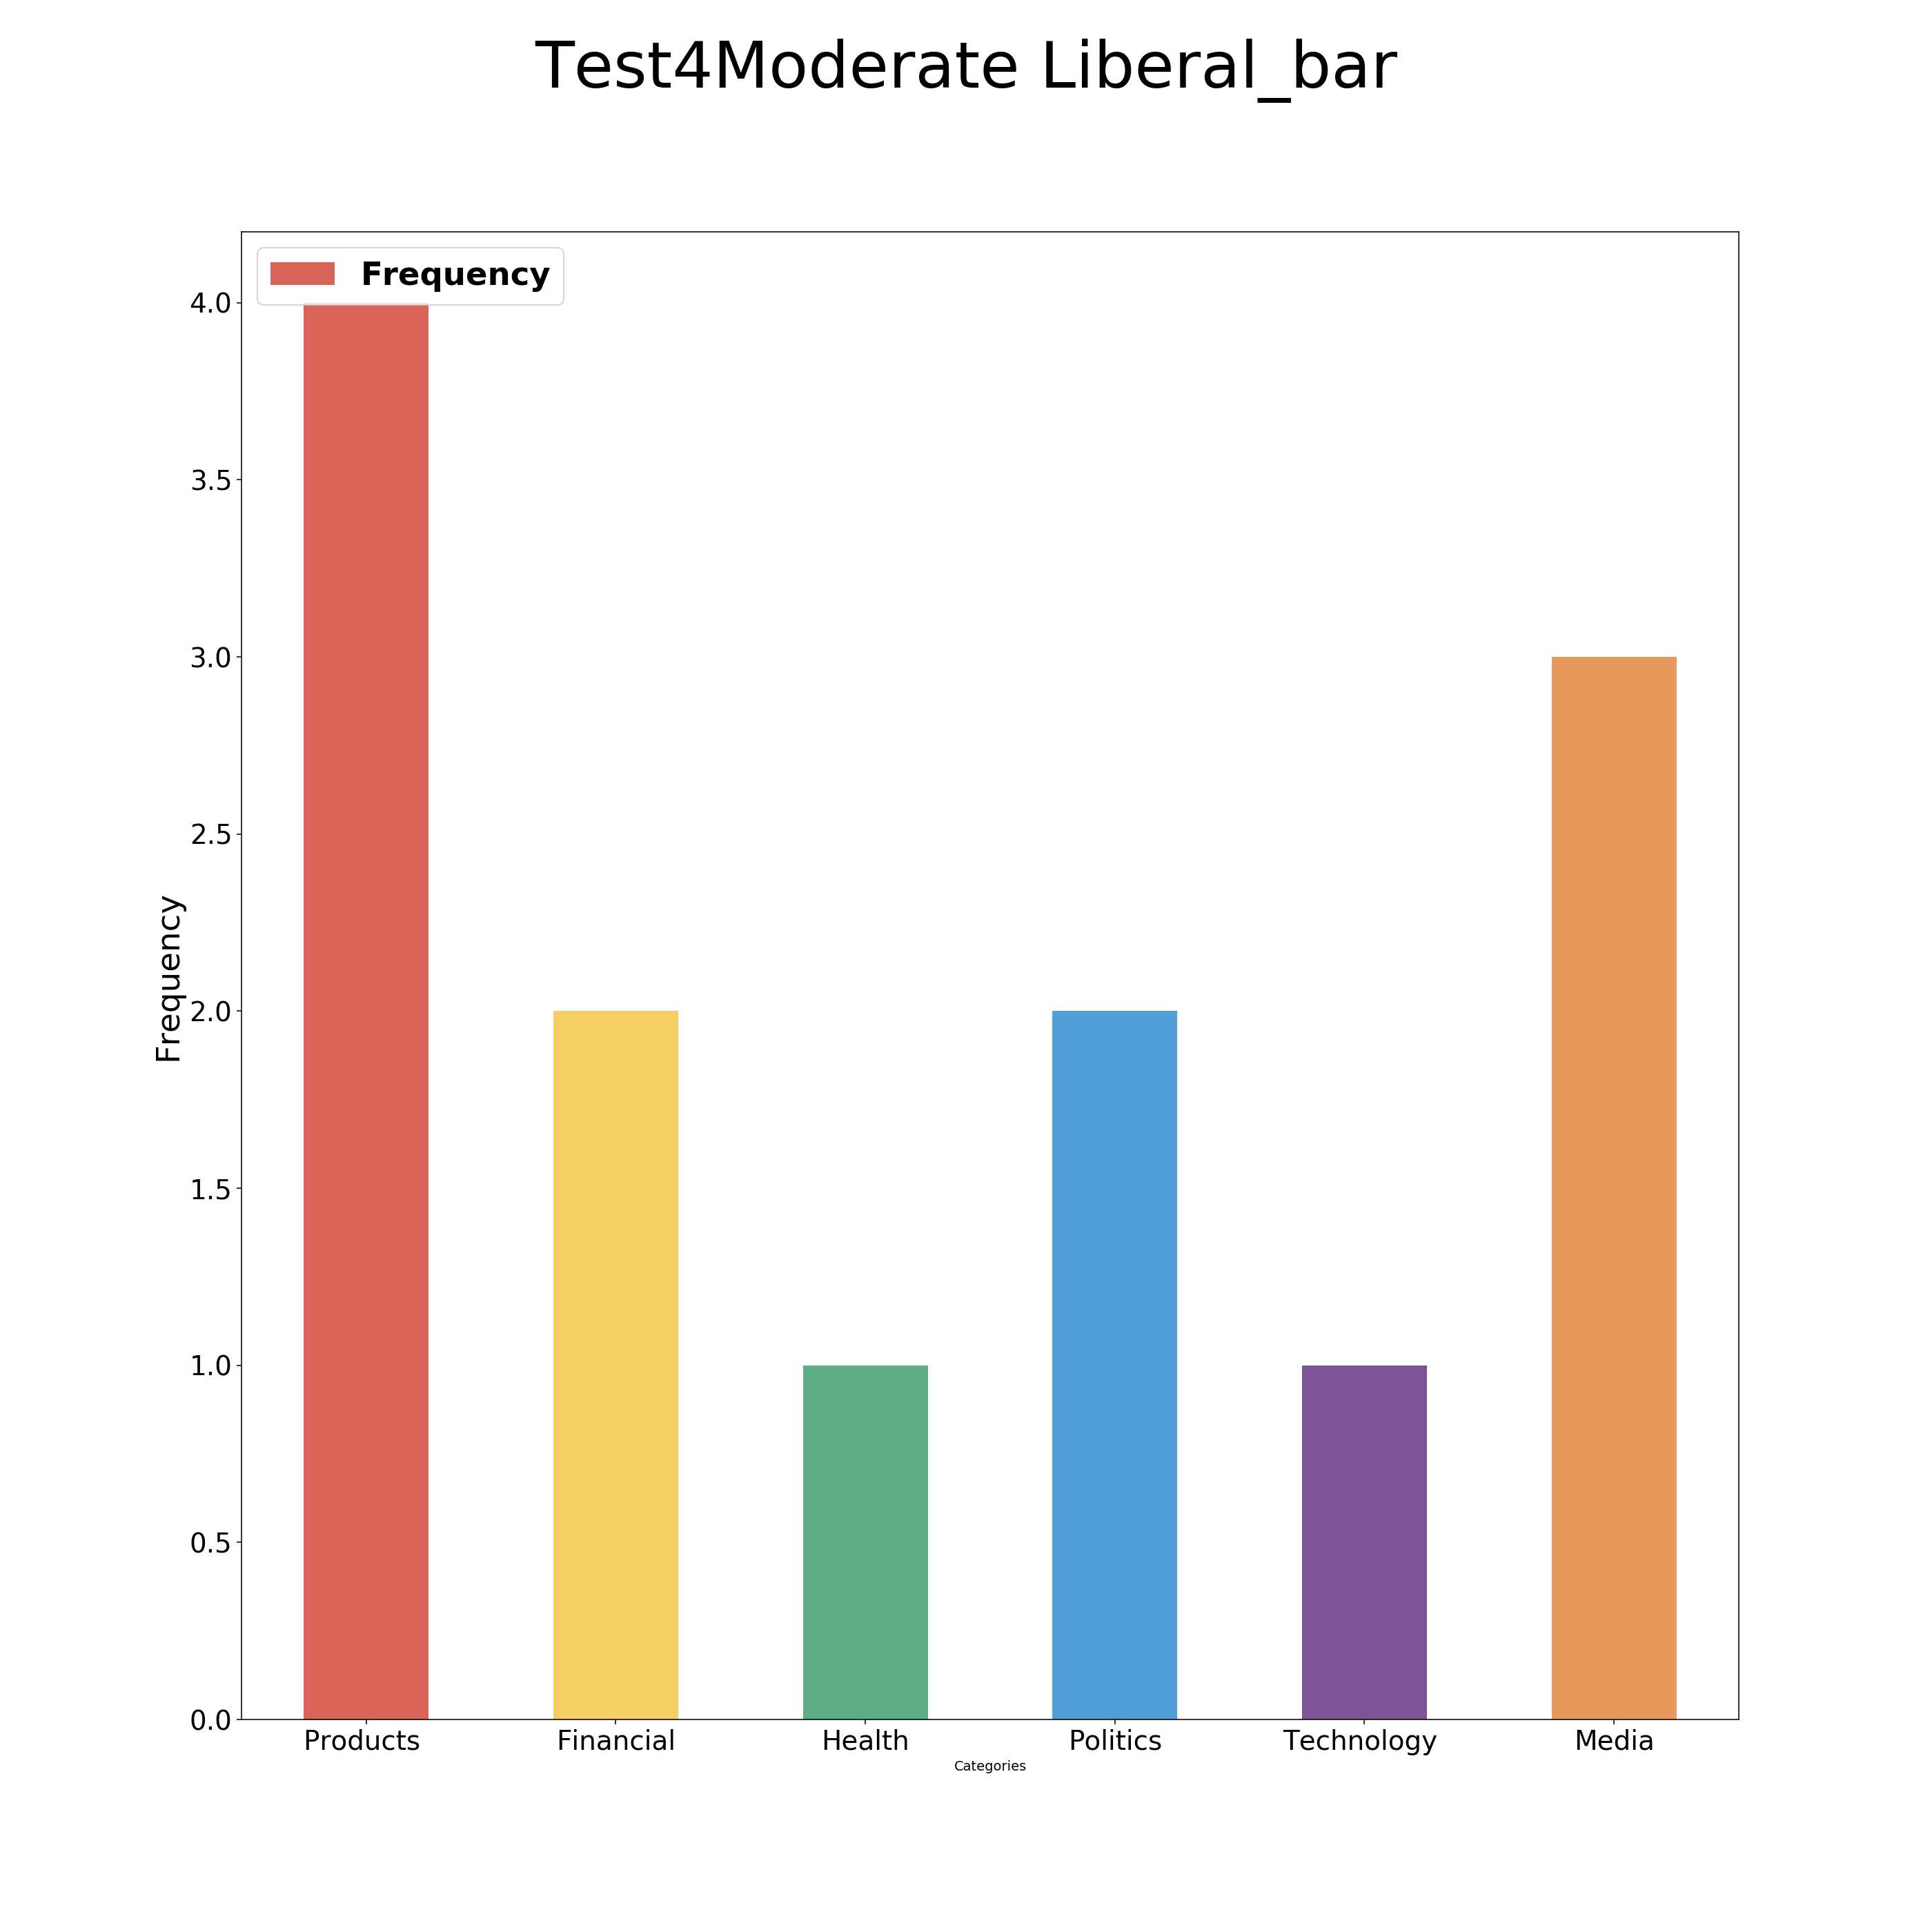 Test4Moderate Liberal_bar
Frequency
4.0
3.5
3.0
2.5
2.0
1.5
1.0
0.5
0.0
Frequency
Products Financial Health Politics Technology Media
Categories